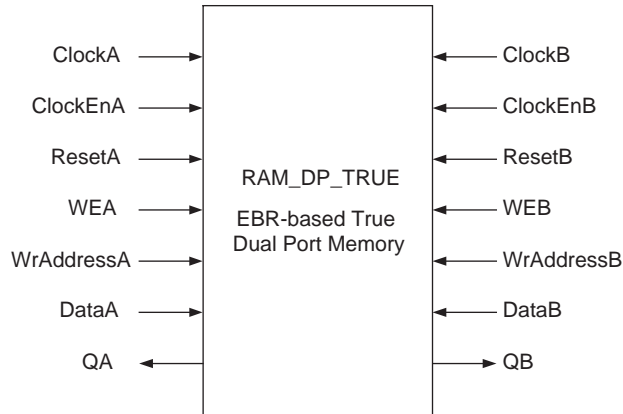 ClockA
ClockEnA
ResetA
WEA
WrAddressA
DataA
QA
RAM_DP_TRUE
EBR-based True
Dual Port Memory
ClockB
ClockEnB
ResetB
WEB
WrAddressB
DataB
QB